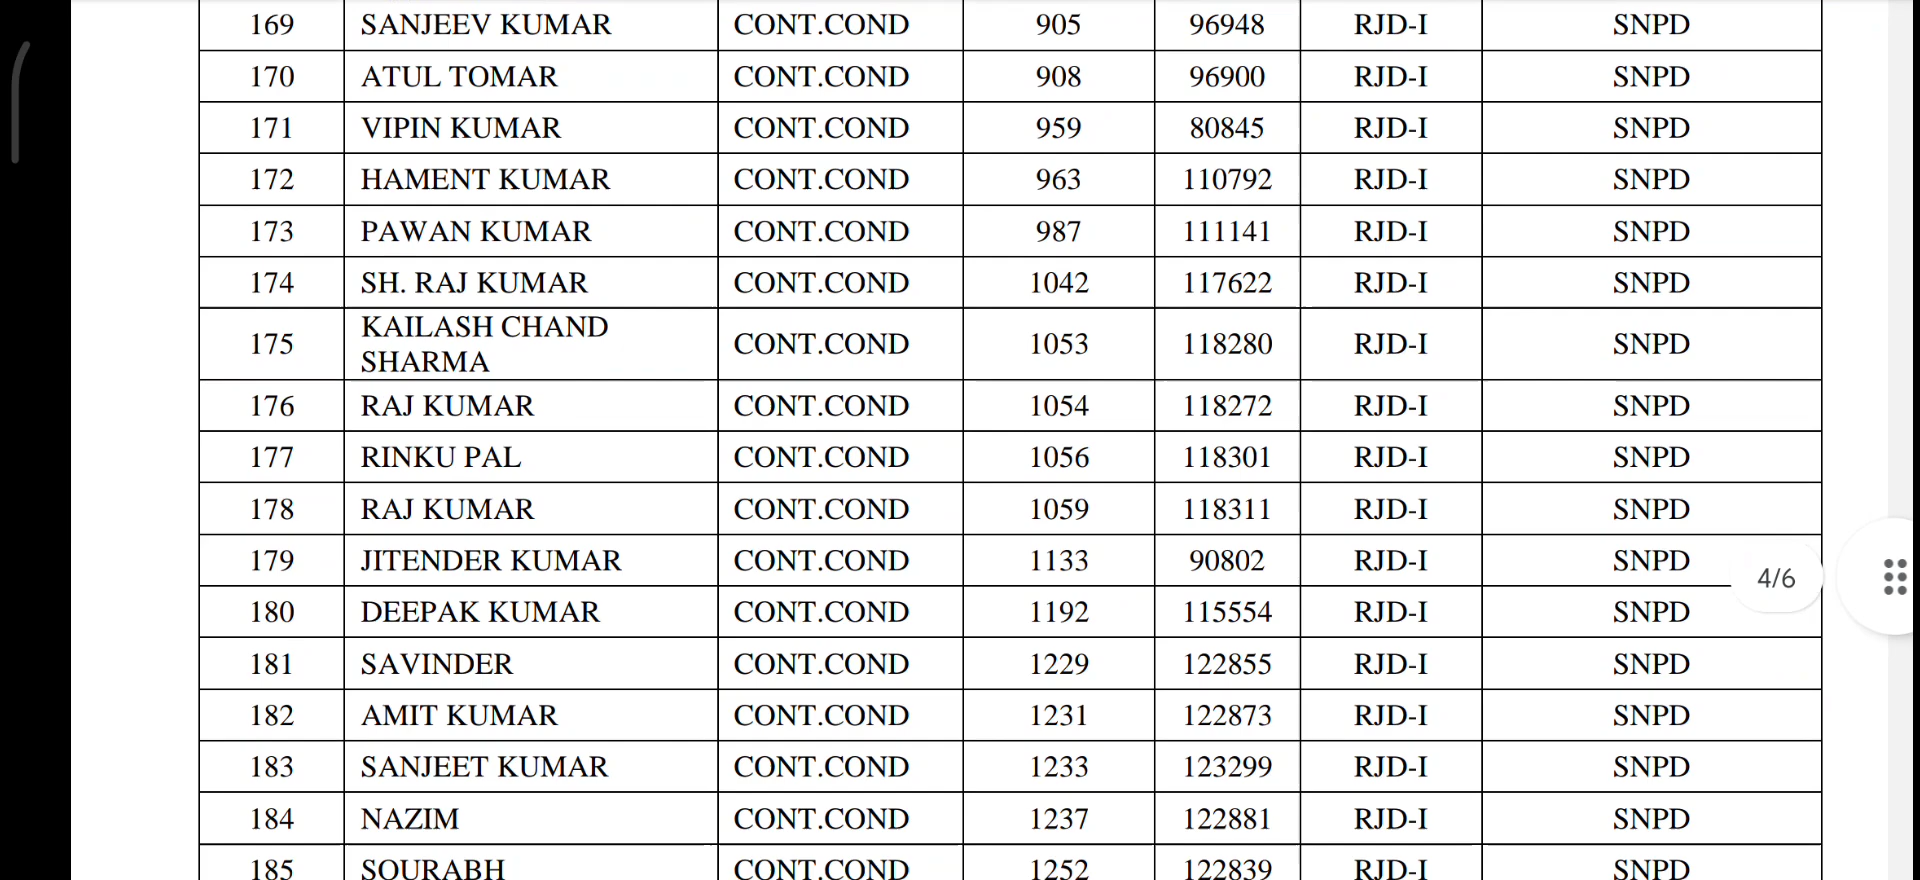 169 SANJEEV KUMAR CONT.COND 905 96948 RJD-I SNPD
170 ATUL TOMAR CONT.COND 908 96900 RJD-I SNPD
171 VIPIN KUMAR CONT.COND 959 80845 RJD-I SNPD
172 HAMENT KUMAR CONT.COND 963 110792 RJD-I SNPD
173 PAWAN KUMAR CONT.COND 987 111141 RJD-I SNPD
174 SH. RAJ KUMAR CONT.COND 1042 117622 RJD-I SNPD
175 KAILASH CHAND
SHARMA CONT.COND 1053 118280 RJD-I SNPD
176 RAJ KUMAR CONT.COND 1054 118272 RJD-I SNPD
177 RINKU PAL CONT.COND 1056 118301 RJD-I SNPD
178 RAJ KUMAR CONT.COND 1059 118311 RJD-I SNPD
179 JITENDER KUMAR CONT.COND 1133 90802 RJD-I SNPD
4/6
180 DEEPAK KUMAR CONT.COND 1192 115554 RJD-I SNPD
181 SAVINDER CONT.COND 1229 122855 RJD-I SNPD
182 AMIT KUMAR CONT.COND 1231 122873 RJD-I SNPD
183 SANJEET KUMAR CONT.COND 1233 123299 RJD-I SNPD
184 NAZIM CONT.COND 1237 122881 RJD-I SNPD
185 SOURABH CONT.COND 1252 122839 RJD-I SNPD